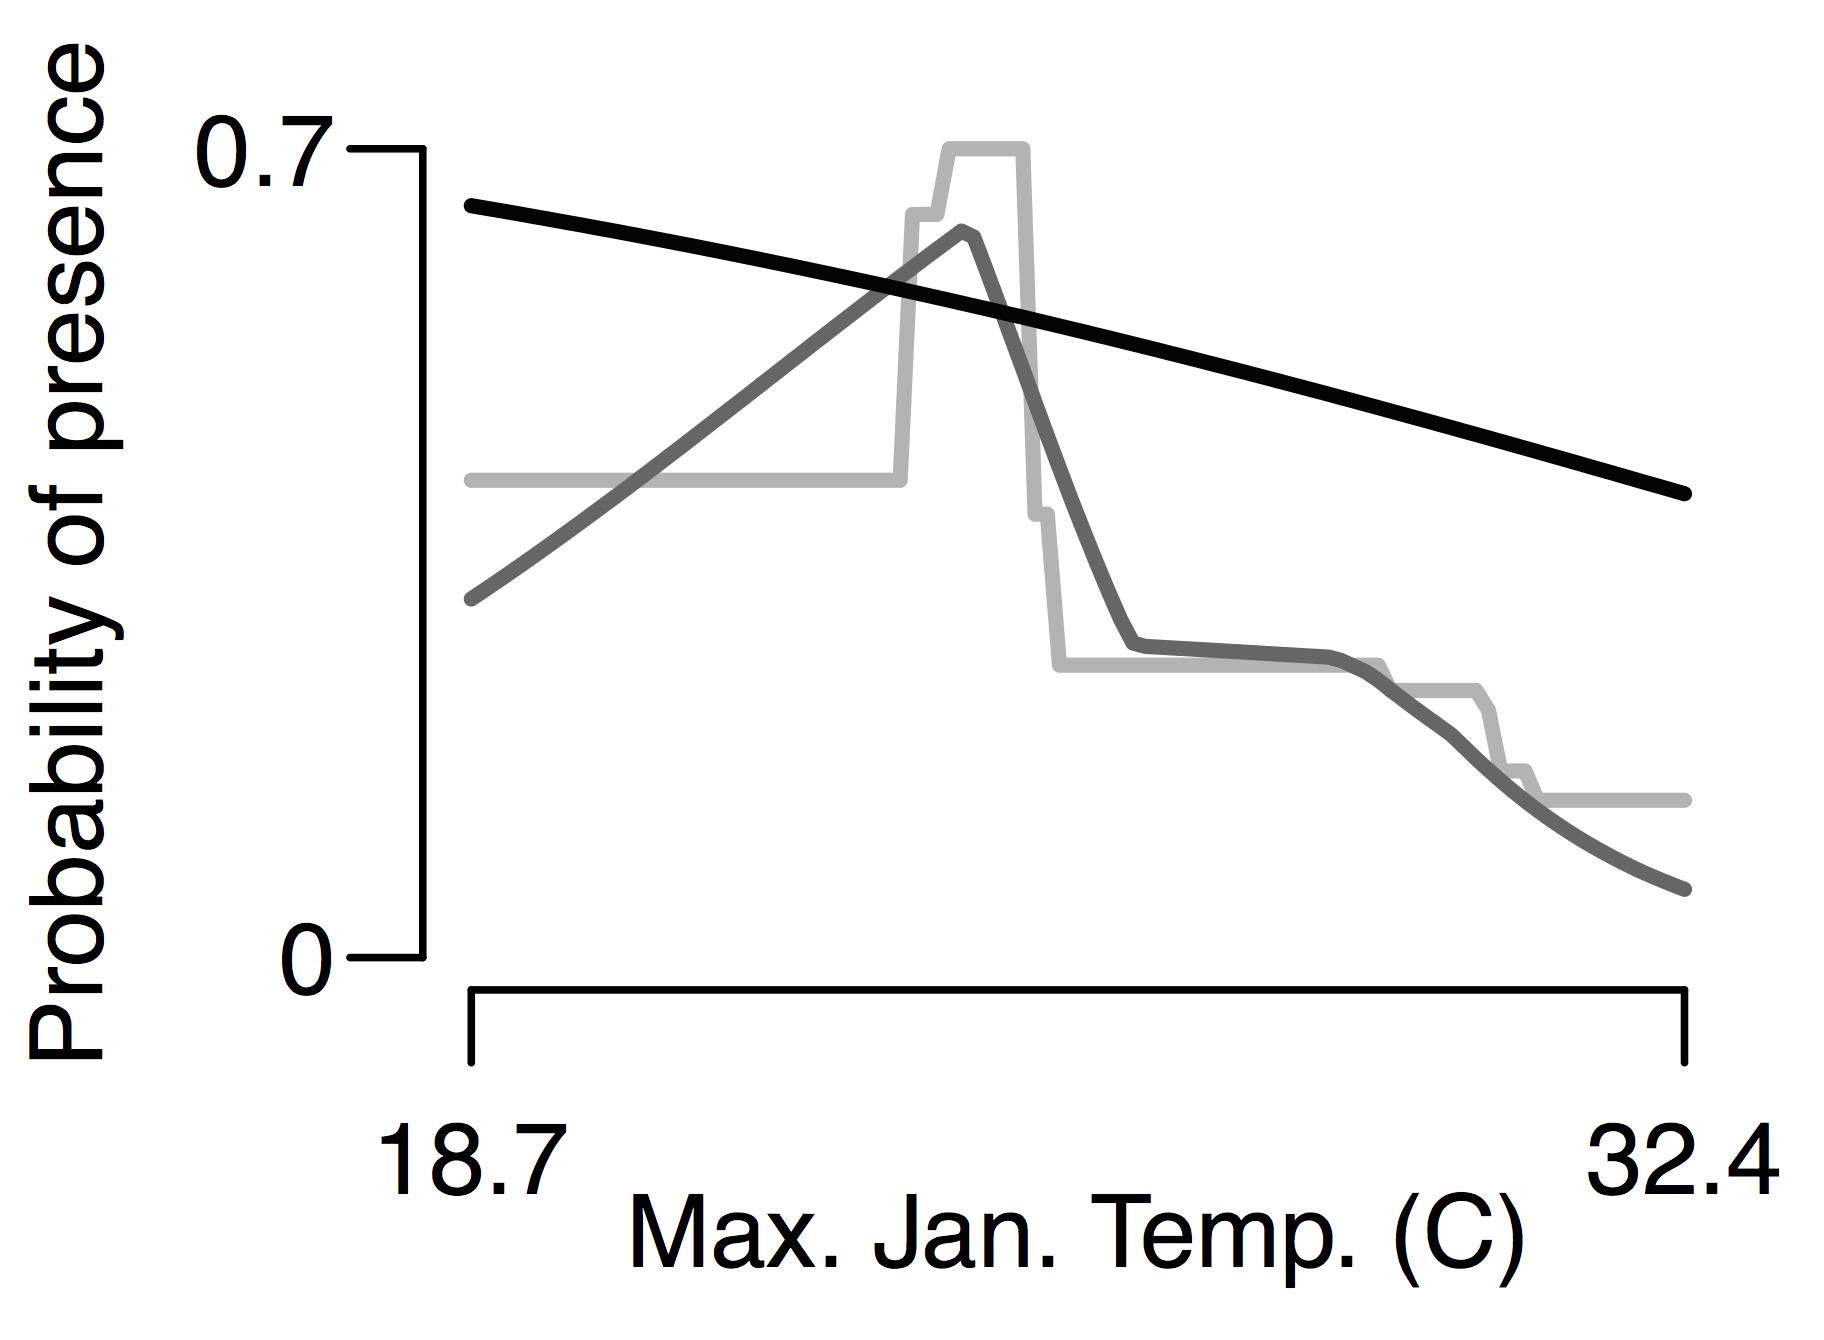 Probability of presence
0.7
0
18.7
32.4
Max. Jan. Temp. (C)